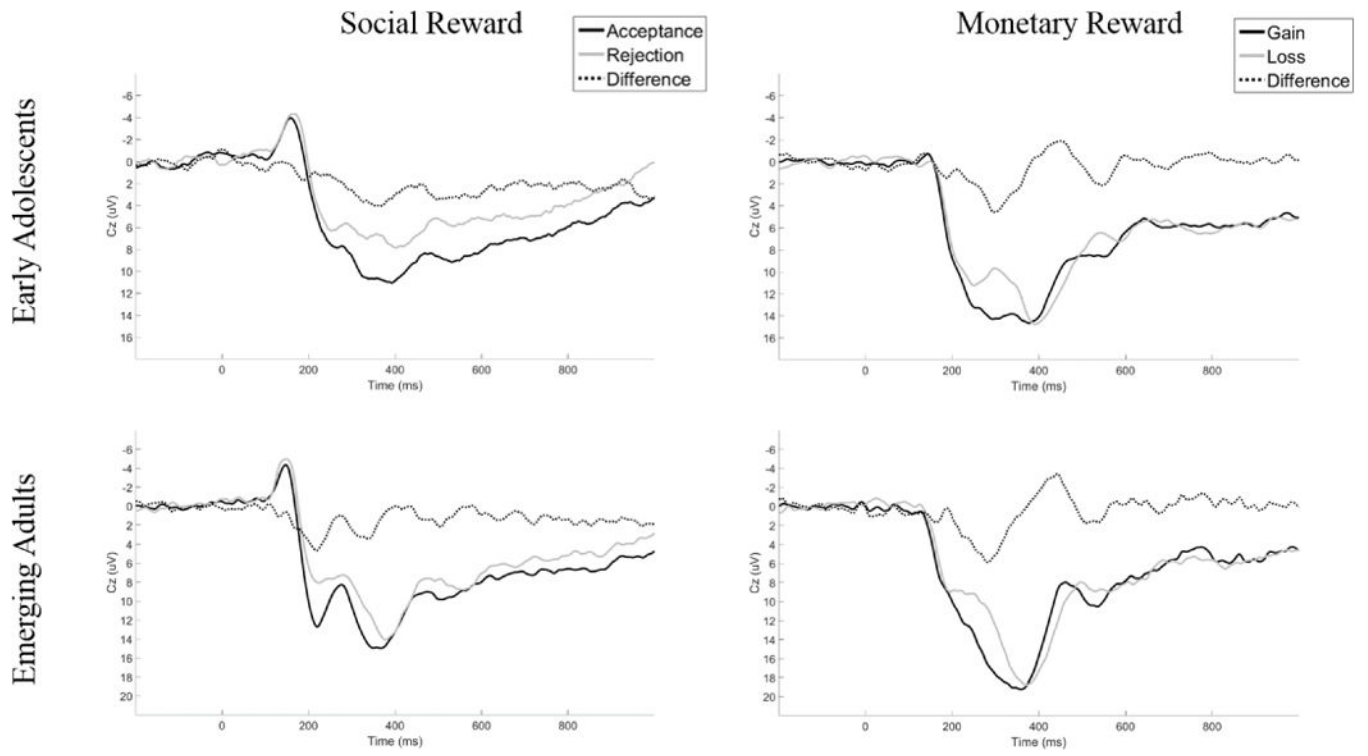 Social Reward
Acceptance
Rejection
Difference
Monetary Reward
Gain
Loss
Difference
Early Adolescents
Cz (uV)
-6
-4
-2
0
2
4
6
8
10
12
14
16
0 200 400 600 800
Time (ms)
Cz (uV)
-6
-4
-2
0
2
4
6
8
10
12
14
16
0 200 400 600 800
Time (ms)
Emerging Adults
Cz (uV)
-6
-4
-2
0
2
4
6
8
10
12
14
16
18
20
0 200 400 600 800
Time (ms)
Cz (uV)
-6
-4
-2
0
2
4
6
8
10
12
14
16
18
20
0 200 400 600 800
Time (ms)